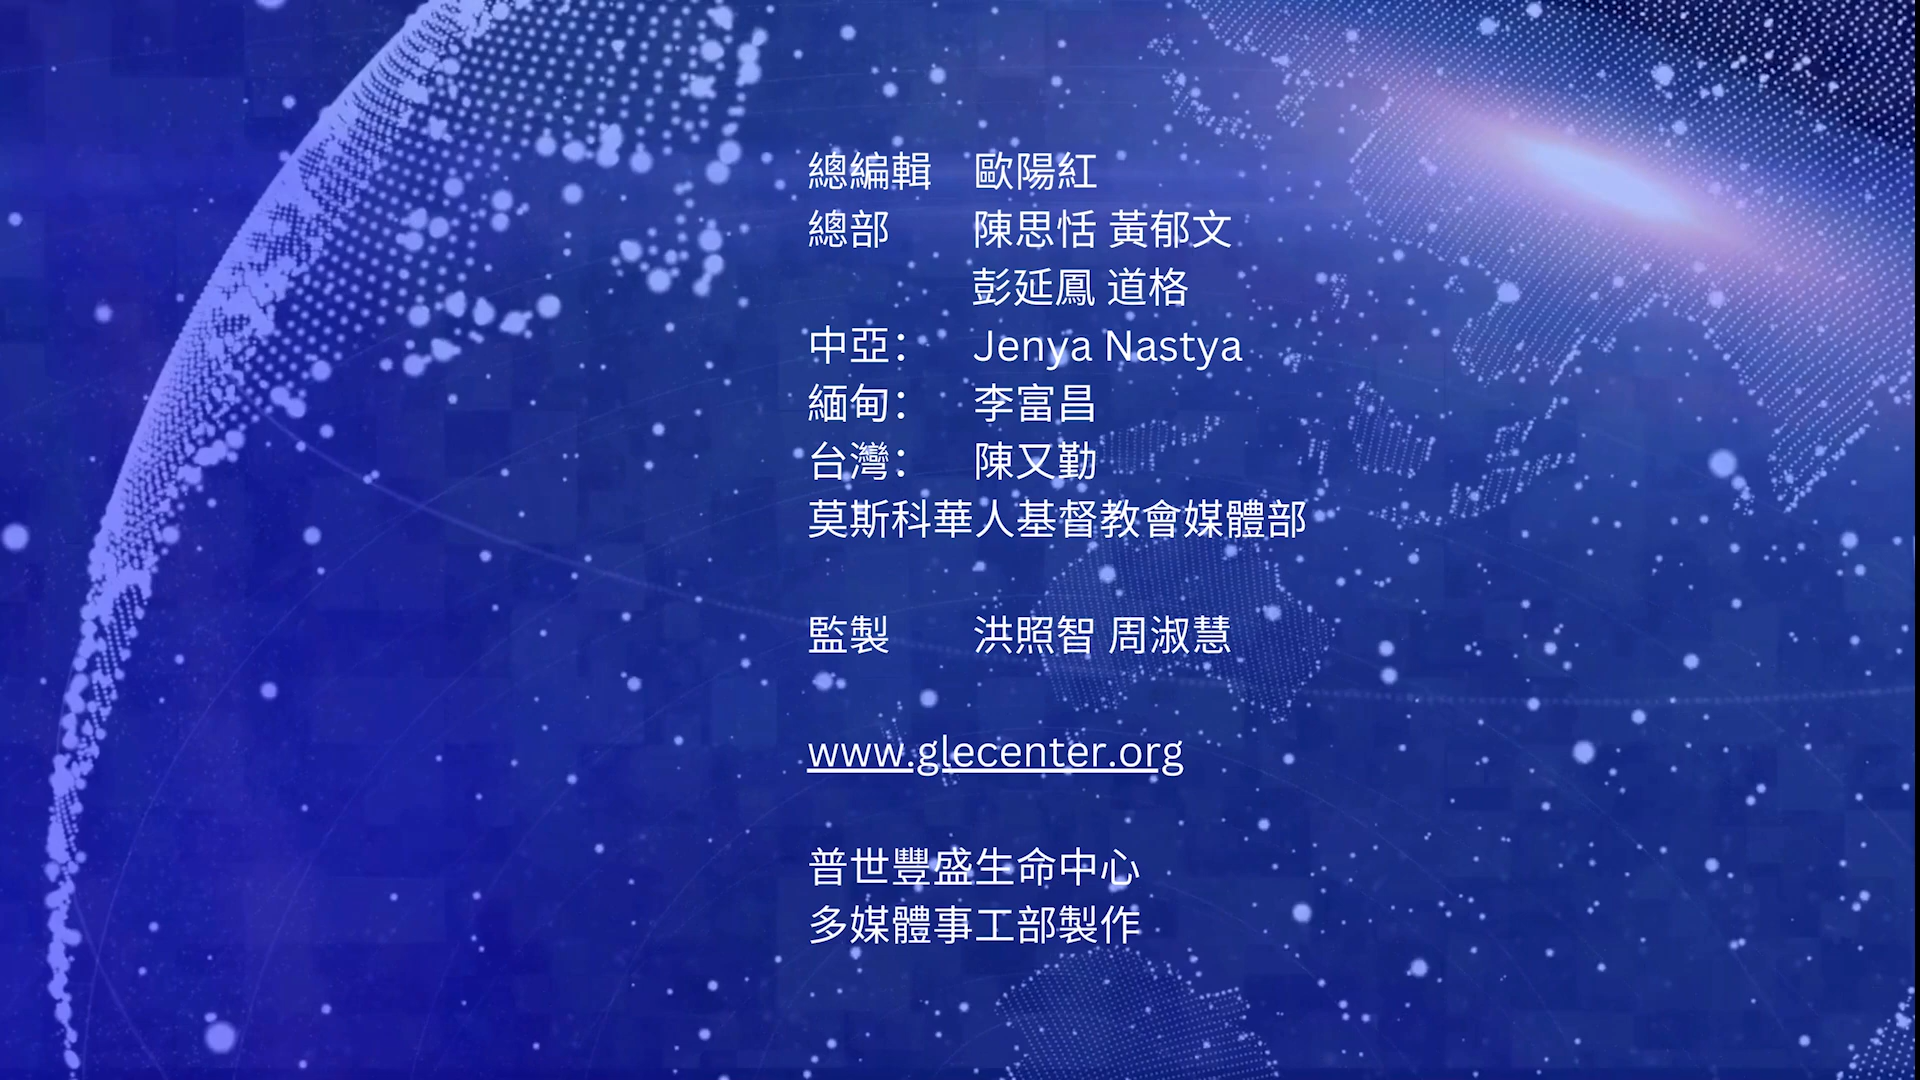 總編輯 歐陽紅
總部 陳思恬 黃郁文
彭延鳳 道格
中亞： Jenya Nastya
緬甸： 李富昌
台灣： 陳又勤
莫斯科華人基督教會媒體部
監製 洪照智 周淑慧
www.glecenter.org
普世豐盛生命中心
多媒體事工部製作